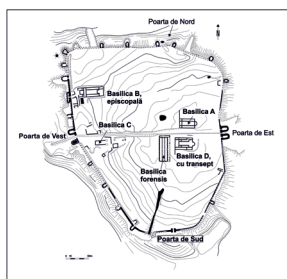 Poarta de Nord
N
Basilica B,
episcopală
Basilica A
Basilica C
Poarta de Vest
Poarta de Est
Basilica D,
cu transept
Basilica
forensis
Poarta de Sud